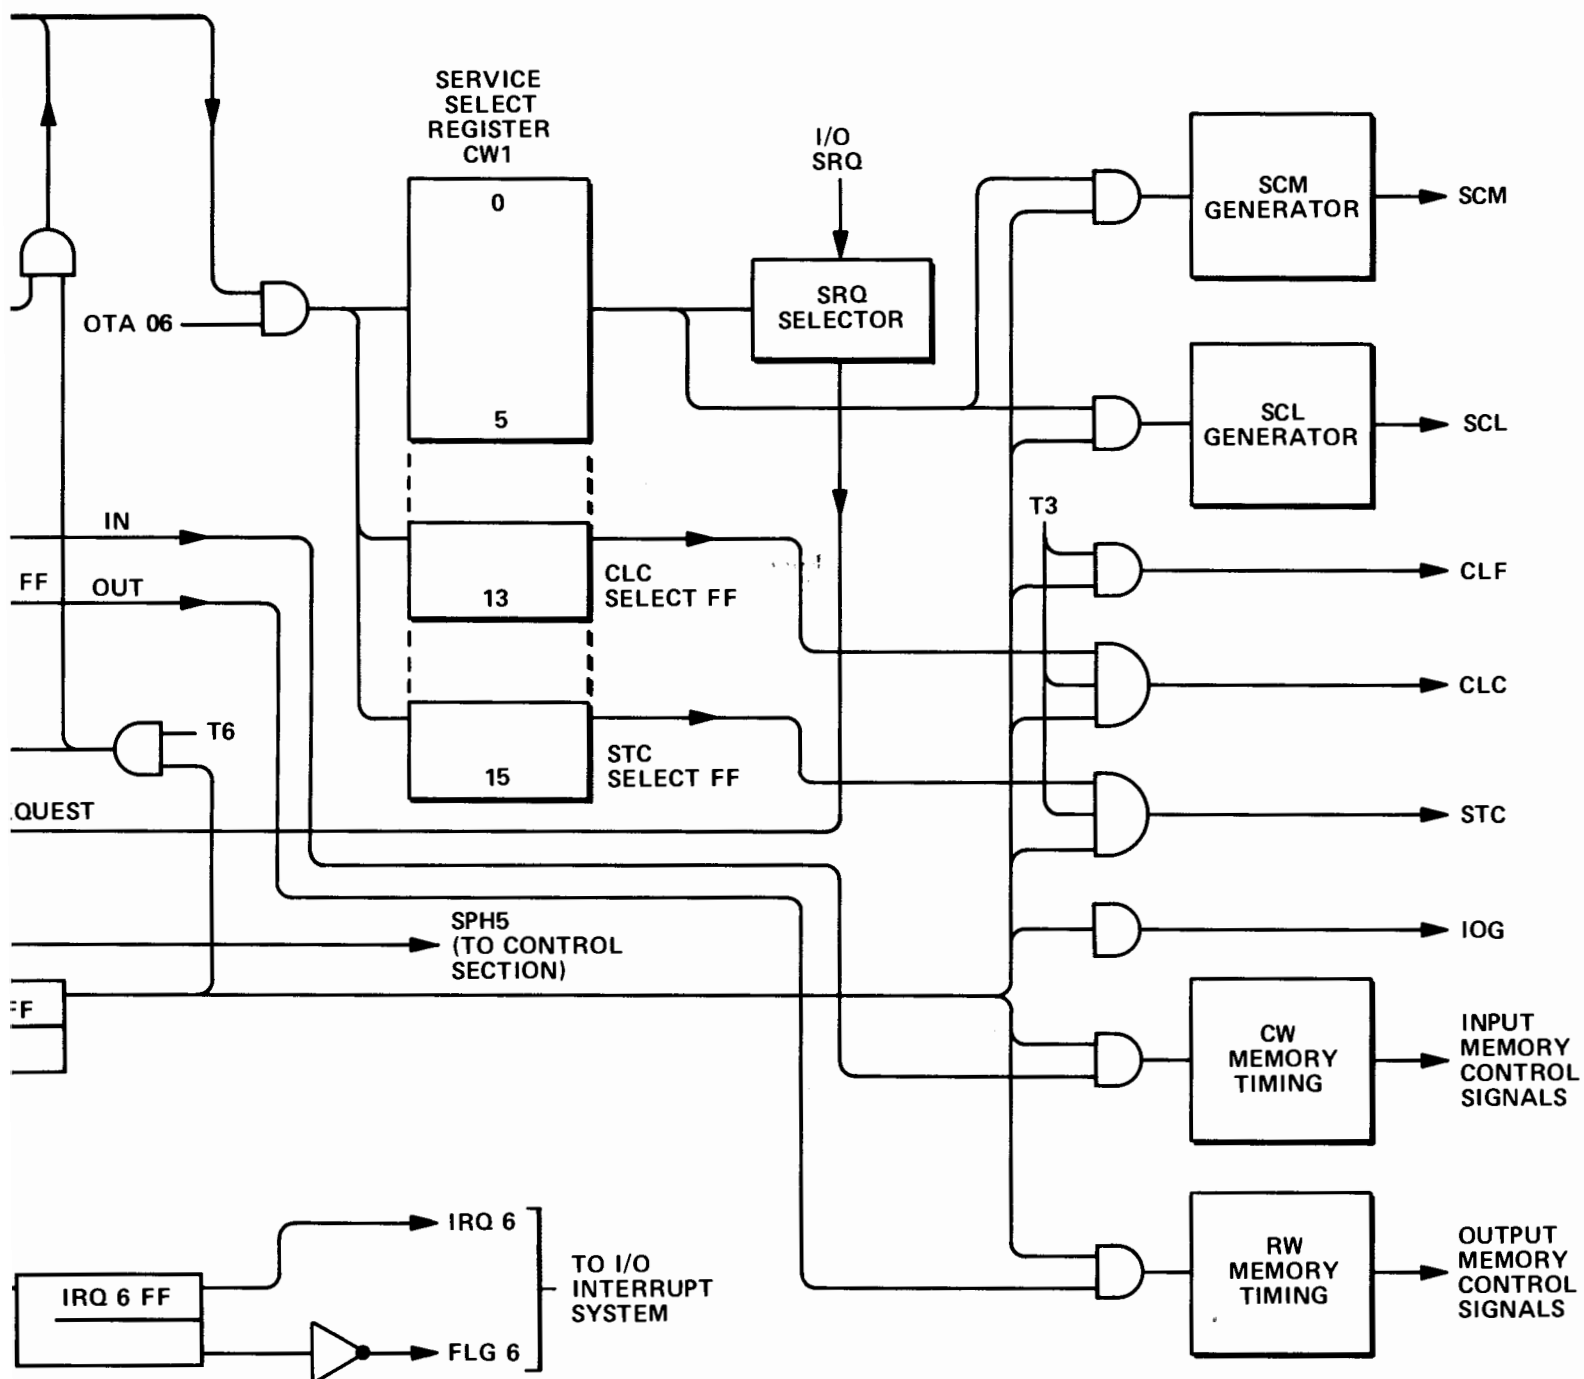 SERVICE
SELECT
REGISTER
CW1
0
5
I/O
SRQ
SRQ
SELECTOR
SCM
GENERATOR
SCM
OTA 06
SCL
GENERATOR
SCL
T3
IN
FF
OUT
13
CLC
SELECT FF
CLF
CLC
T6
15
STC
SELECT FF
STC
QUEST
SPH5
(TO CONTROL
SECTION)
IOG
FF
CW
MEMORY
TIMING
INPUT
MEMORY
CONTROL
SIGNALS
IRQ 6
IRQ 6 FF
FLG 6
TO I/O
INTERRUPT
SYSTEM
RW
MEMORY
TIMING
OUTPUT
MEMORY
CONTROL
SIGNALS